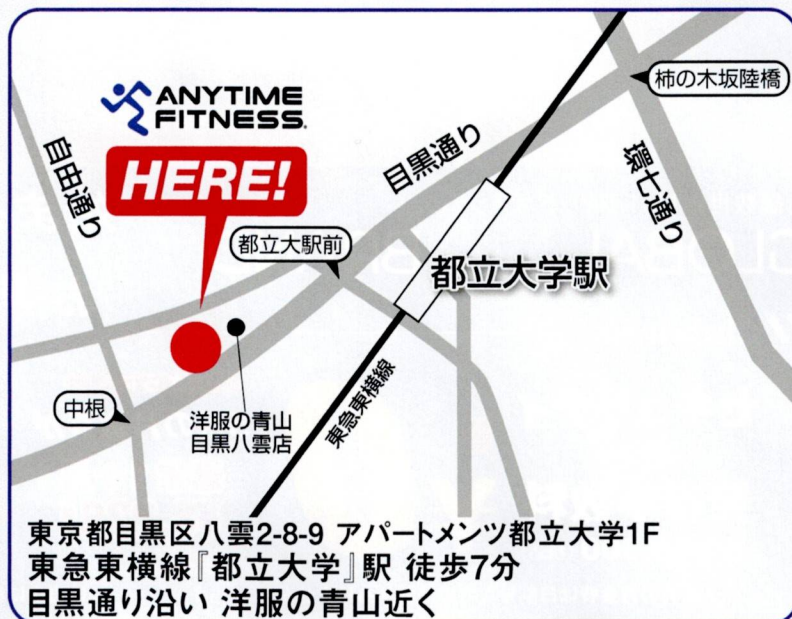 柿の木坂陸橋
ANYTIME
FITNESS.
HERE!
自由通り
目黒通り
環七通り
都立大駅前
都立大学駅
中根
洋服の青山
目黒八雲店
東急東横線
東京都目黒区八雲2-8-9 アパートメンツ都立大学1F
東急東横線『都立大学』駅 徒歩7分
目黒通り沿い 洋服の青山近く